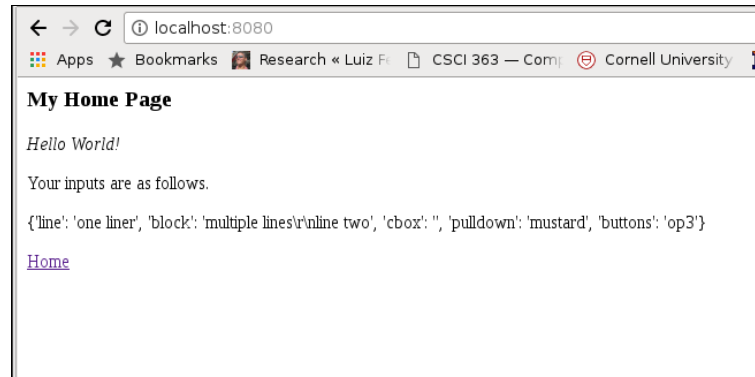 localhost:8080
Apps Bookmarks Research « Luiz CSCI 363 — Cornell University
My Home Page
Hello World!
Your inputs are as follows.
{'line': 'one liner', 'block': 'multiple lines\r\nline two', 'cbox': '', 'pulldown': 'mustard', 'buttons': 'op3'}
Home